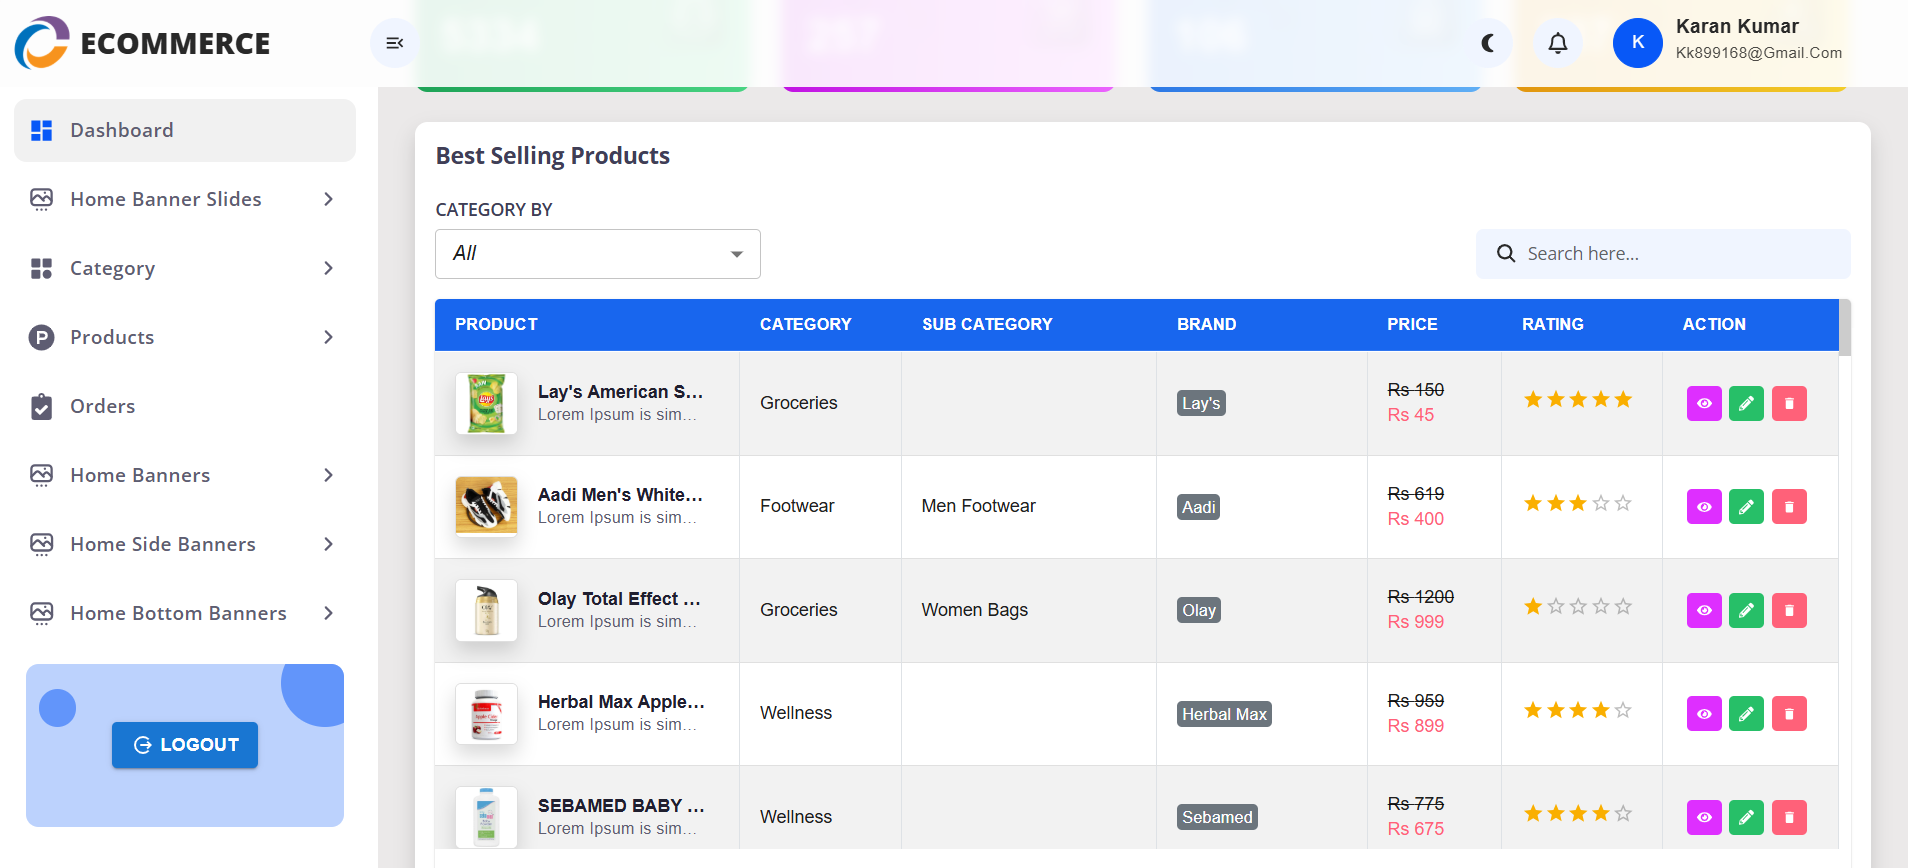 ECOMMERCE
K
Karan Kumar
Kk899168@Gmail.Com
Dashboard
Home Banner Slides
Category
Products
Orders
Home Banners
Home Side Banners
Home Bottom Banners
LOGOUT
Best Selling Products
CATEGORY BY
All
Search here...
PRODUCT CATEGORY SUB CATEGORY BRAND PRICE RATING ACTION
Lay's American S...
Lorem Ipsum is sim...
Groceries
Lay's
Rs 150
Rs 45
Aadi Men's White...
Lorem Ipsum is sim...
Footwear
Men Footwear
Aadi
Rs 619
Rs 400
Olay Total Effect ...
Lorem Ipsum is sim...
Groceries
Women Bags
Olay
Rs 1200
Rs 999
Herbal Max Apple...
Lorem Ipsum is sim...
Wellness
Herbal Max
Rs 959
Rs 899
SEBAMED BABY ...
Lorem Ipsum is sim...
Wellness
Sebamed
Rs 775
Rs 675